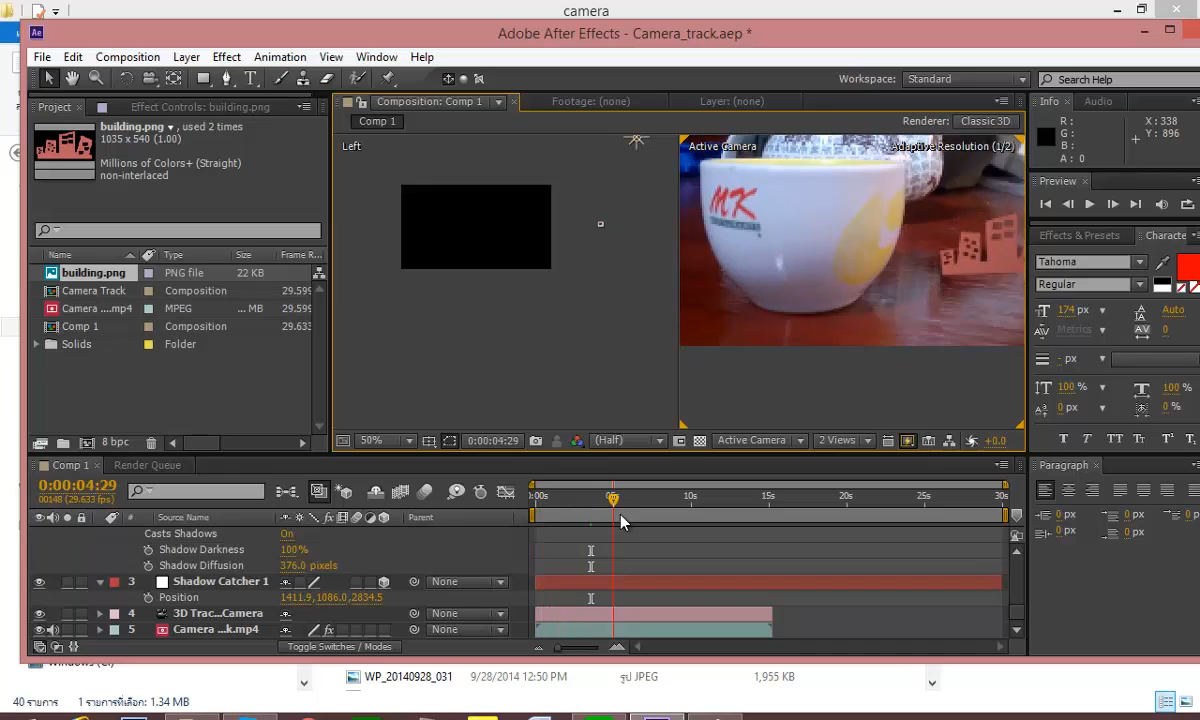 camera
Adobe After Effects - Camera_track.aep *
File Edit Composition Layer Effect Animation View Window Help
Workspace: Standard Search Help
Project Effect Controls: building.png
Composition: Comp 1 Footage: (none) Layer: (none)
Info Audio
building.png , used 2 times
1035 x 540 (1.00)
Millions of Colors+ (Straight)
non-interlaced
Comp 1
Renderer: Classic 3D
R:
G:
B:
A: 0
X: 338
Y: 896
Left
Active Camera
Adaptive Resolution (1/2)
MK
Preview
Effects & Presets Characte
Tahoma
Regular
174 px Auto
Metrics 0
- px
100 % 100 %
0 px 0 %
T T TT Tt T¹ T
Name Type Size Frame R...
building.png PNG file 22 KB
Camera Track Composition 29.599
Camera ....mp4 MPEG ... MB 29.599
Comp 1 Composition 29.633
Solids Folder
8 bpc
50% 0:00:04:29 (Half) Active Camera 2 Views +0.0
Comp 1 Render Queue
0:00:04:29
00148 (29.633 fps)
:00s 10s 15s 20s 25s 30s
# Source Name Parent
Casts Shadows On
Shadow Darkness 100%
Shadow Diffusion 376.0 pixels
3 Shadow Catcher 1 None
Position 1411.9,1086.0,2834.5
4 3D Trac...Camera None
5 Camera ...k.mp4 None
Toggle Switches / Modes
Paragraph
0 px 0 px 0
0 px 0 px
WP_20140928_031 9/28/2014 12:50 PM รูป JPEG 1,955 KB
40 รายการ 1 รายการที่เลือก: 1.34 MB